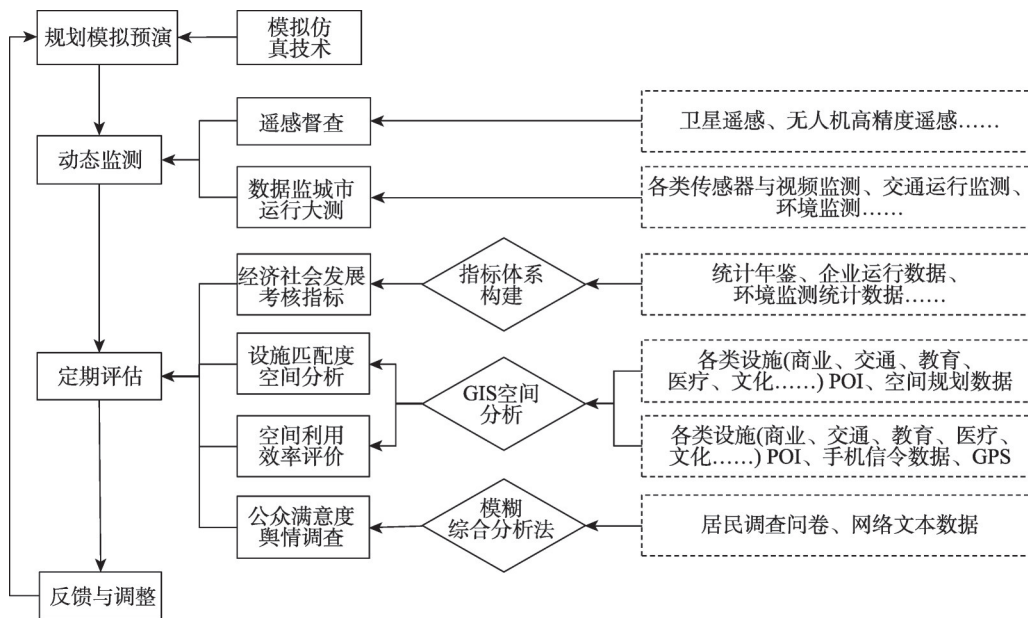 规划模拟预演
模拟仿
真技术
遥感督查
卫星遥感、无人机高精度遥感……
动态监测
数据监城市
运行大测
各类传感器与视频监测、交通运行监测、
环境监测……
经济社会发展
考核指标
指标体系
构建
统计年鉴、企业运行数据、
环境监测统计数据……
定期评估
设施匹配度
空间分析
GIS空间
分析
各类设施(商业、交通、教育、
医疗、文化……) POI、空间规划数据
空间利用
效率评价
各类设施(商业、交通、教育、医疗、
文化……) POI、手机信令数据、GPS
公众满意度
舆情调查
模糊
综合分析法
居民调查问卷、网络文本数据
反馈与调整